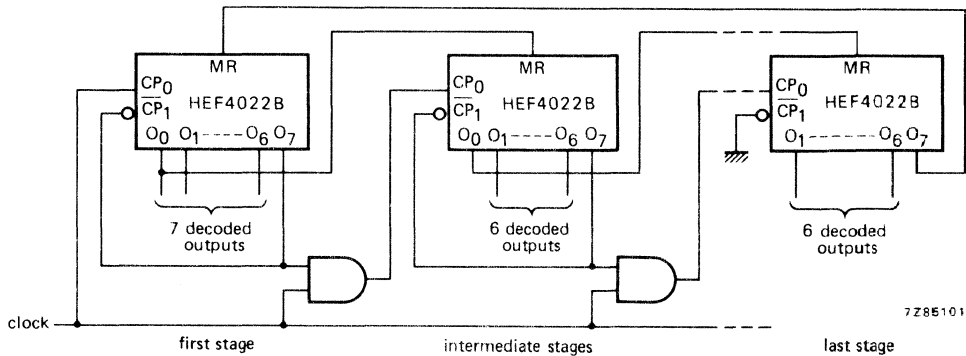 MR
CP0
CP1
HEF4022B
O0 O1 ----- O6 O7
7 decoded
outputs
MR
CP0
CP1
HEF4022B
O0 O1 ---- O6 O7
6 decoded
outputs
MR
CP0
CP1
HEF4022B
O1 -------- O6 O7
6 decoded
outputs
clock
first stage
intermediate stages
last stage
7Z85101